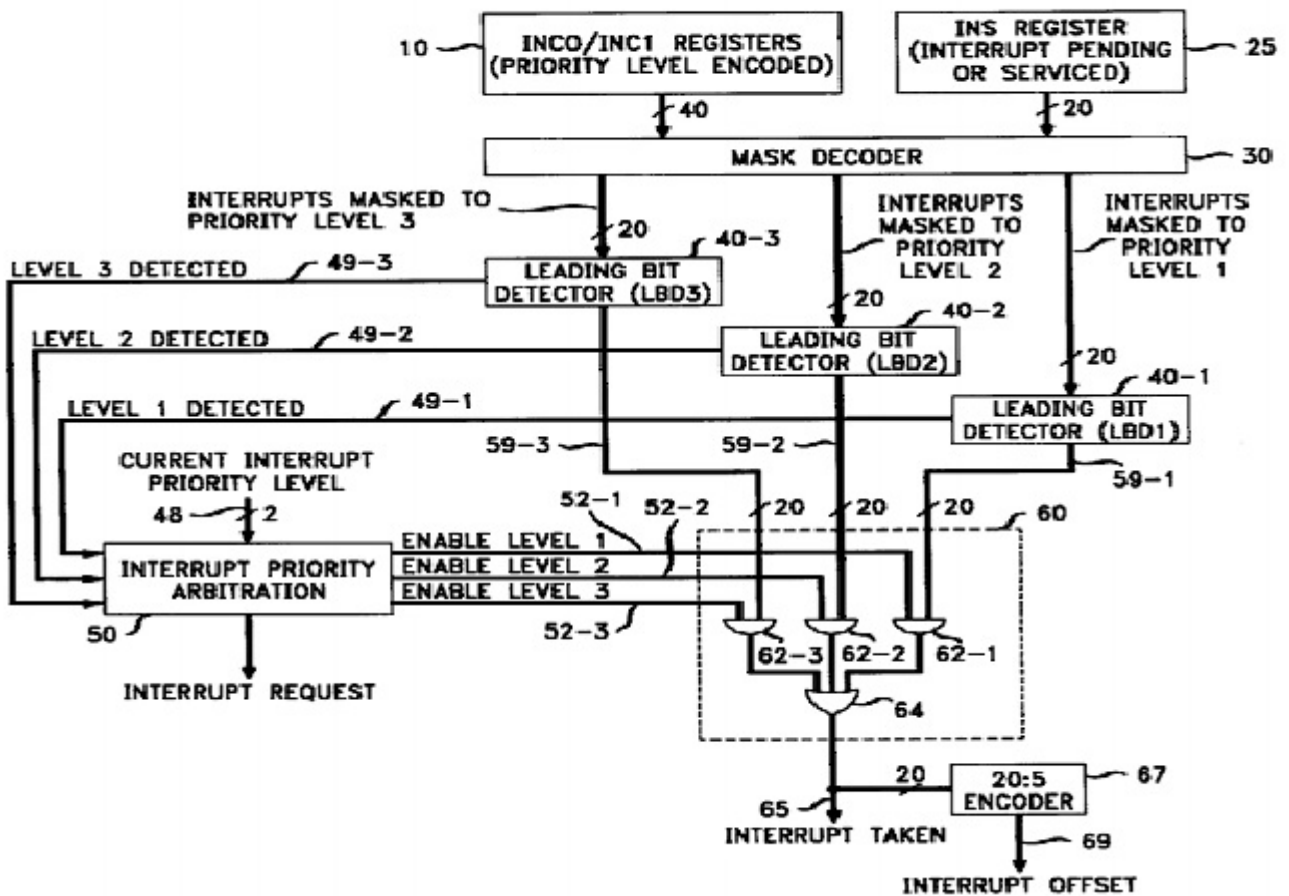 10
INC0/INC1 REGISTERS
(PRIORITY LEVEL ENCODED)
INS REGISTER
(INTERRUPT PENDING
OR SERVICED)
25
40
20
MASK DECODER
30
INTERRUPTS MASKED TO
PRIORITY LEVEL 3
20
40-3
INTERRUPTS
MASKED TO
PRIORITY
LEVEL 2
INTERRUPTS
MASKED TO
PRIORITY
LEVEL 1
LEVEL 3 DETECTED
49-3
LEADING BIT
DETECTOR (LBD3)
20
40-2
LEVEL 2 DETECTED
49-2
LEADING BIT
DETECTOR (LBD2)
20
40-1
LEVEL 1 DETECTED
49-1
LEADING BIT
DETECTOR (LBD1)
59-3
59-2
59-1
CURRENT INTERRUPT
PRIORITY LEVEL
48
2
52-1
52-2
20
20
20
60
ENABLE LEVEL 1
ENABLE LEVEL 2
ENABLE LEVEL 3
INTERRUPT PRIORITY
ARBITRATION
50
52-3
62-3
62-2
62-1
INTERRUPT REQUEST
64
20
20:5
ENCODER
67
65
INTERRUPT TAKEN
69
INTERRUPT OFFSET